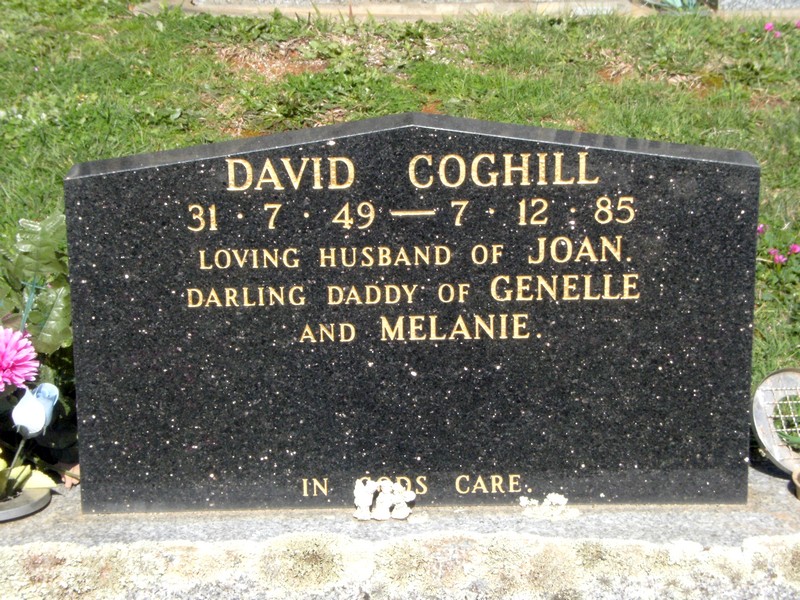 DAVID COGHILL
31 · 7 · 49 — 7 · 12 · 85
LOVING HUSBAND OF JOAN.
DARLING DADDY OF GENELLE
AND MELANIE.
IN GODS CARE.